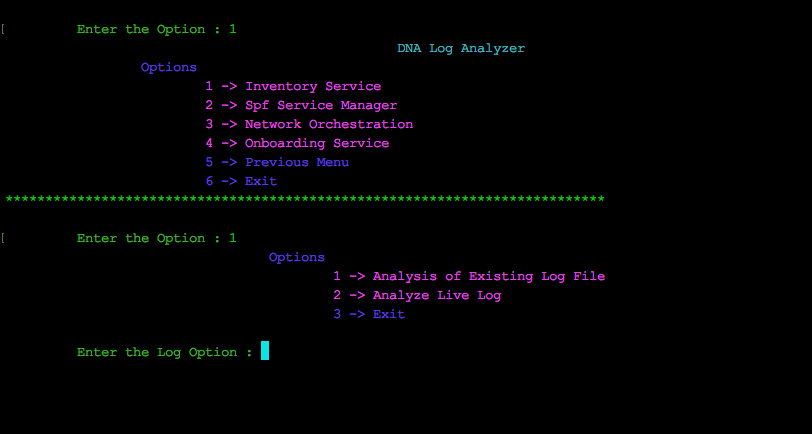 [ Enter the Option : 1
DNA Log Analyzer
Options
1 -> Inventory Service
2 -> Spf Service Manager
3 -> Network Orchestration
4 -> Onboarding Service
5 -> Previous Menu
6 -> Exit
***************************************************************************
[ Enter the Option : 1
Options
1 -> Analysis of Existing Log File
2 -> Analyze Live Log
3 -> Exit
Enter the Log Option :